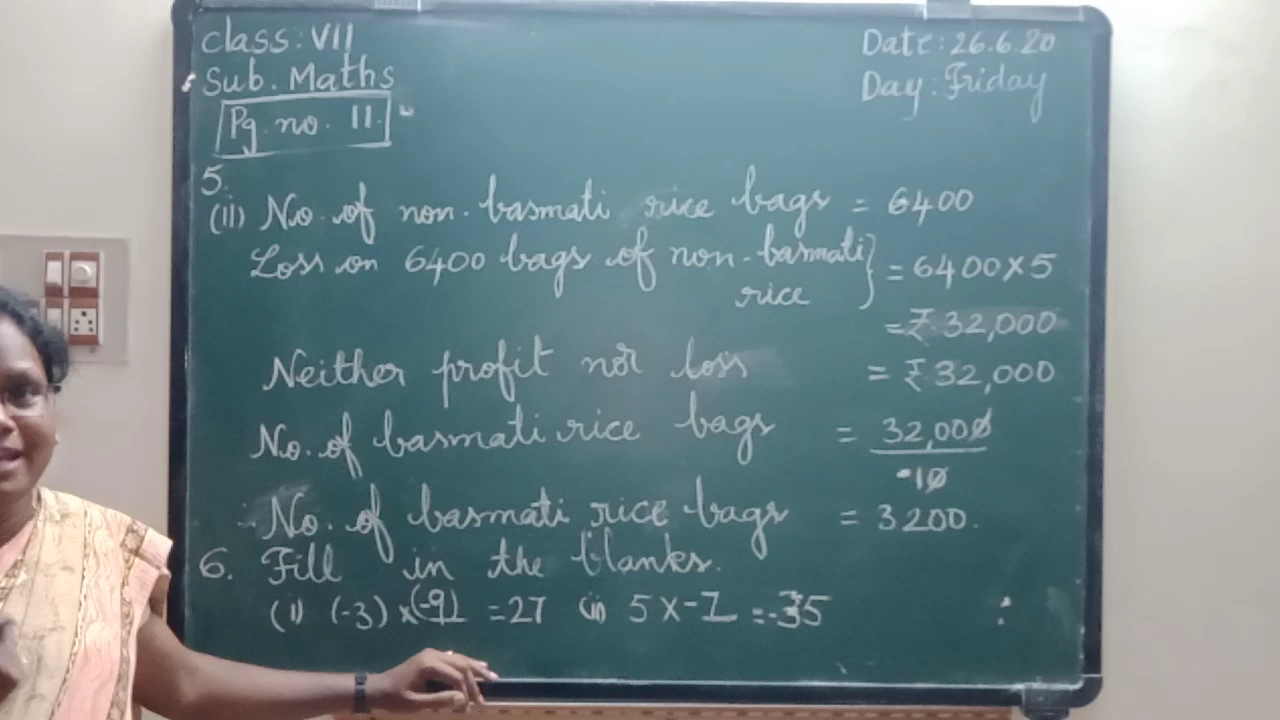 Class: VII
Date: 26.6.20
Sub: Maths
Day: Friday
Pg. no. 11.
5.
(ii) No. of non-basmati rice bags = 6400
Loss on 6400 bags of non-basmati rice } = 6400 x 5
= ₹ 32,000
Neither profit nor loss = ₹ 32,000
No. of basmati rice bags = 32,000 / 10
∴ No. of basmati rice bags = 3200.
6. Fill in the blanks.
(i) (-3) x (-9) = 27 (ii) 5 x -7 = -35